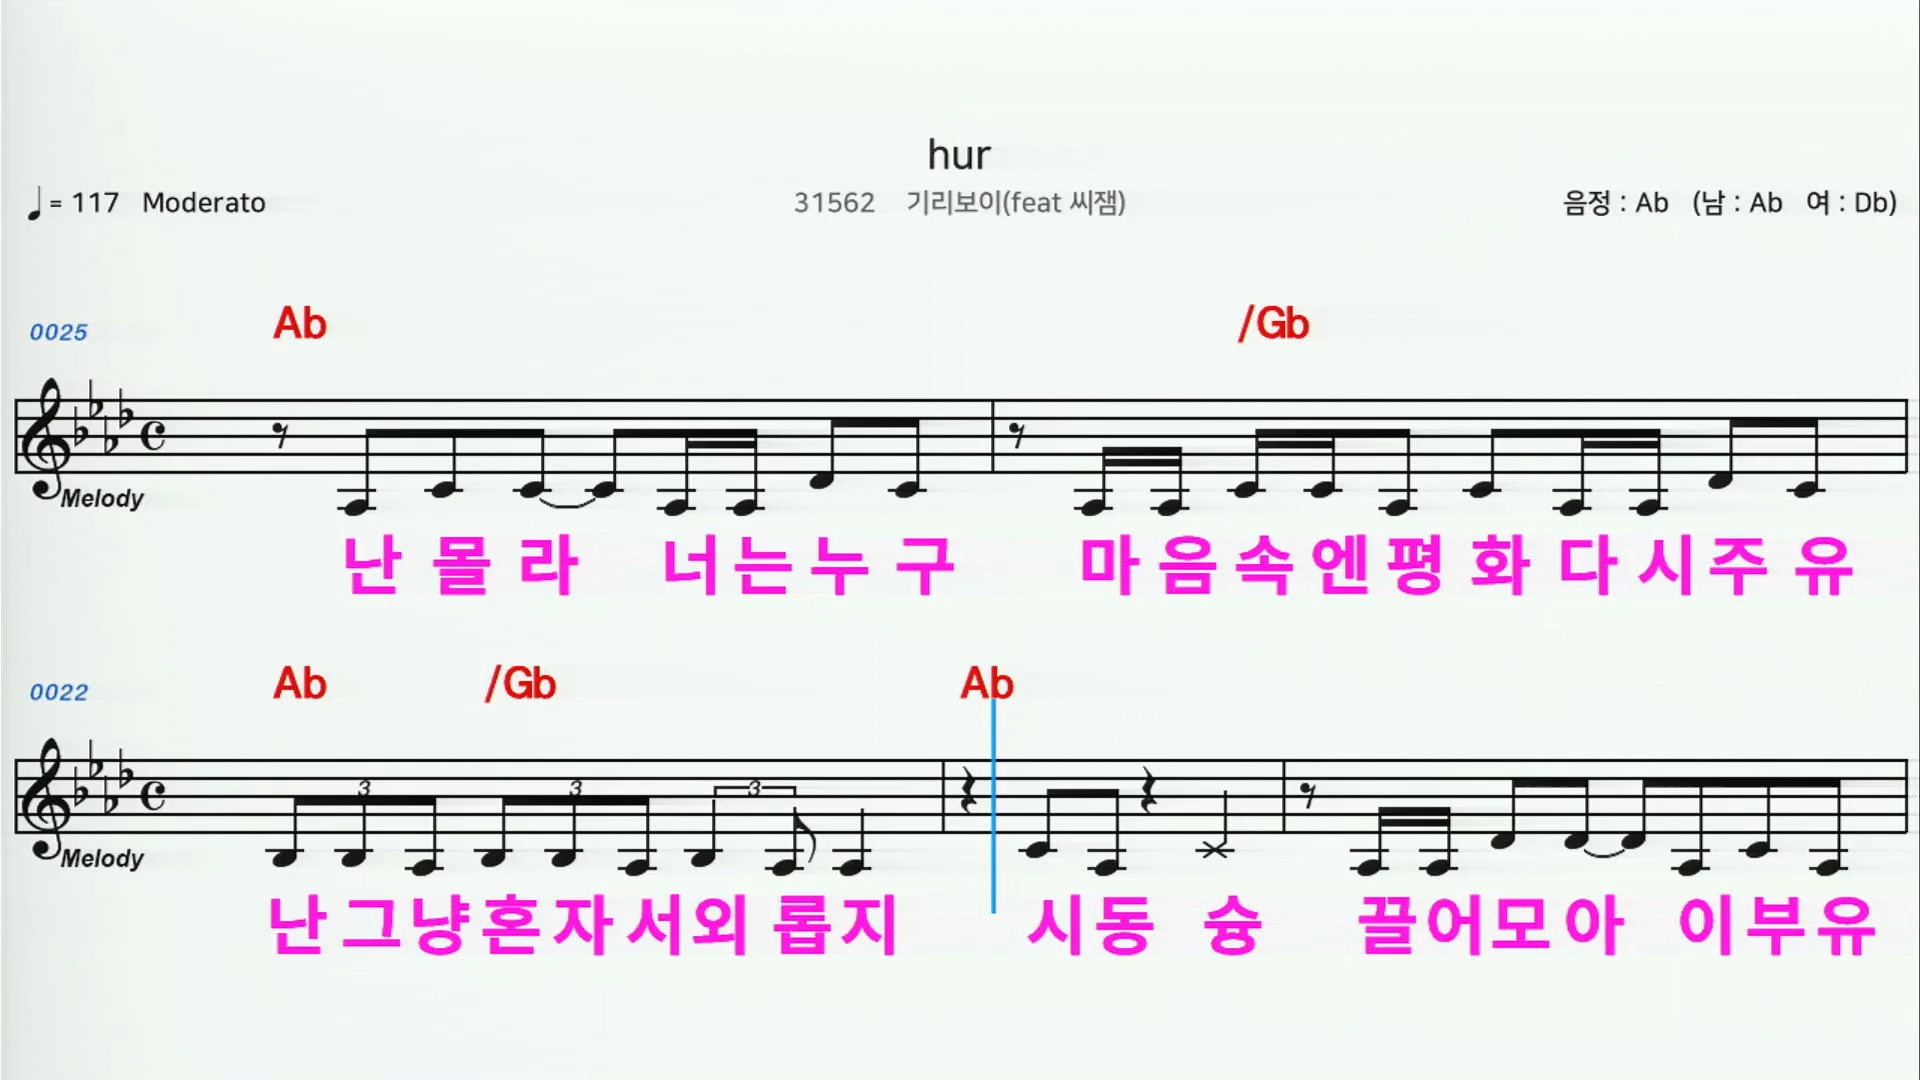 hur
♩= 117 Moderato
31562 기리보이(feat 씨잼)
음정 : Ab (남 : Ab 여 : Db)
0025
Ab /Gb
Melody
난 몰 라 너 는 누 구 마 음 속 엔 평 화 다 시 주 유
0022
Ab /Gb Ab
3 3 3
Melody
난 그 냥 혼 자 서 외 롭 지 시 동 슝 끌 어 모 아 이 부 유